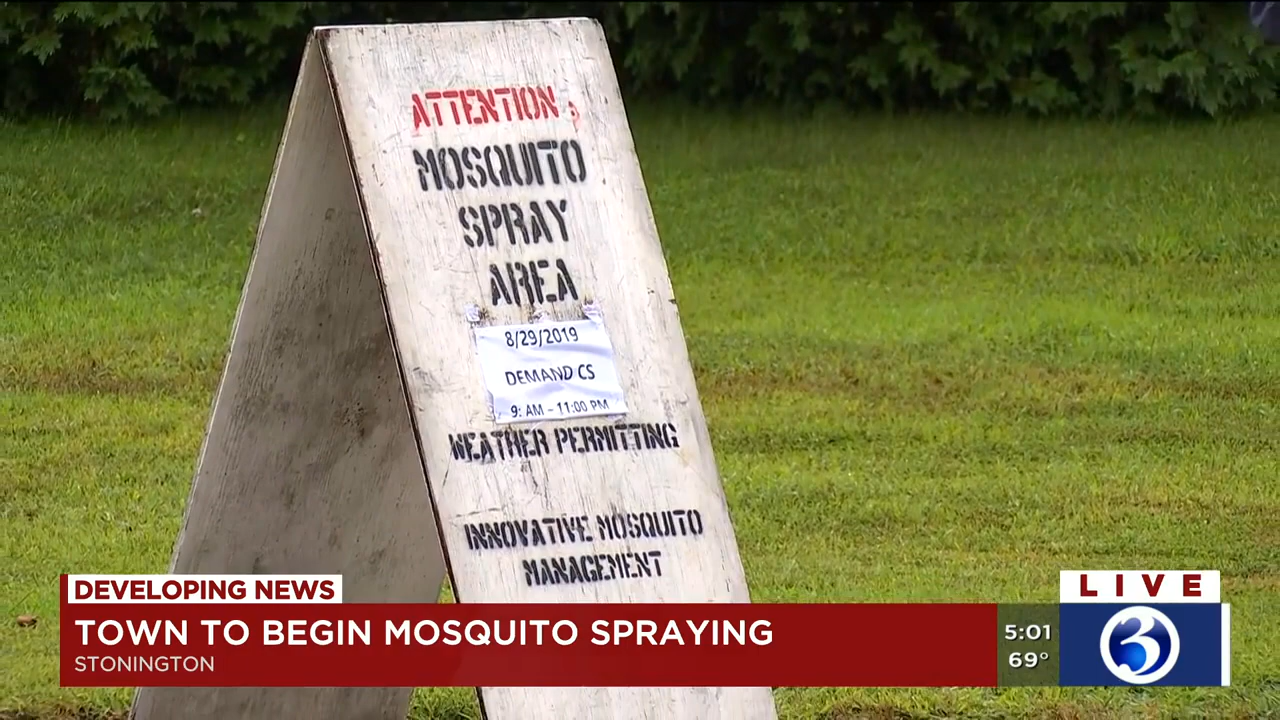 ATTENTION :
MOSQUITO
SPRAY
AREA
8/29/2019
DEMAND CS
9: AM - 11:00 PM
WEATHER PERMITTING
INNOVATIVE MOSQUITO
MANAGEMENT
DEVELOPING NEWS
TOWN TO BEGIN MOSQUITO SPRAYING
STONINGTON
5:01
69°
LIVE
3